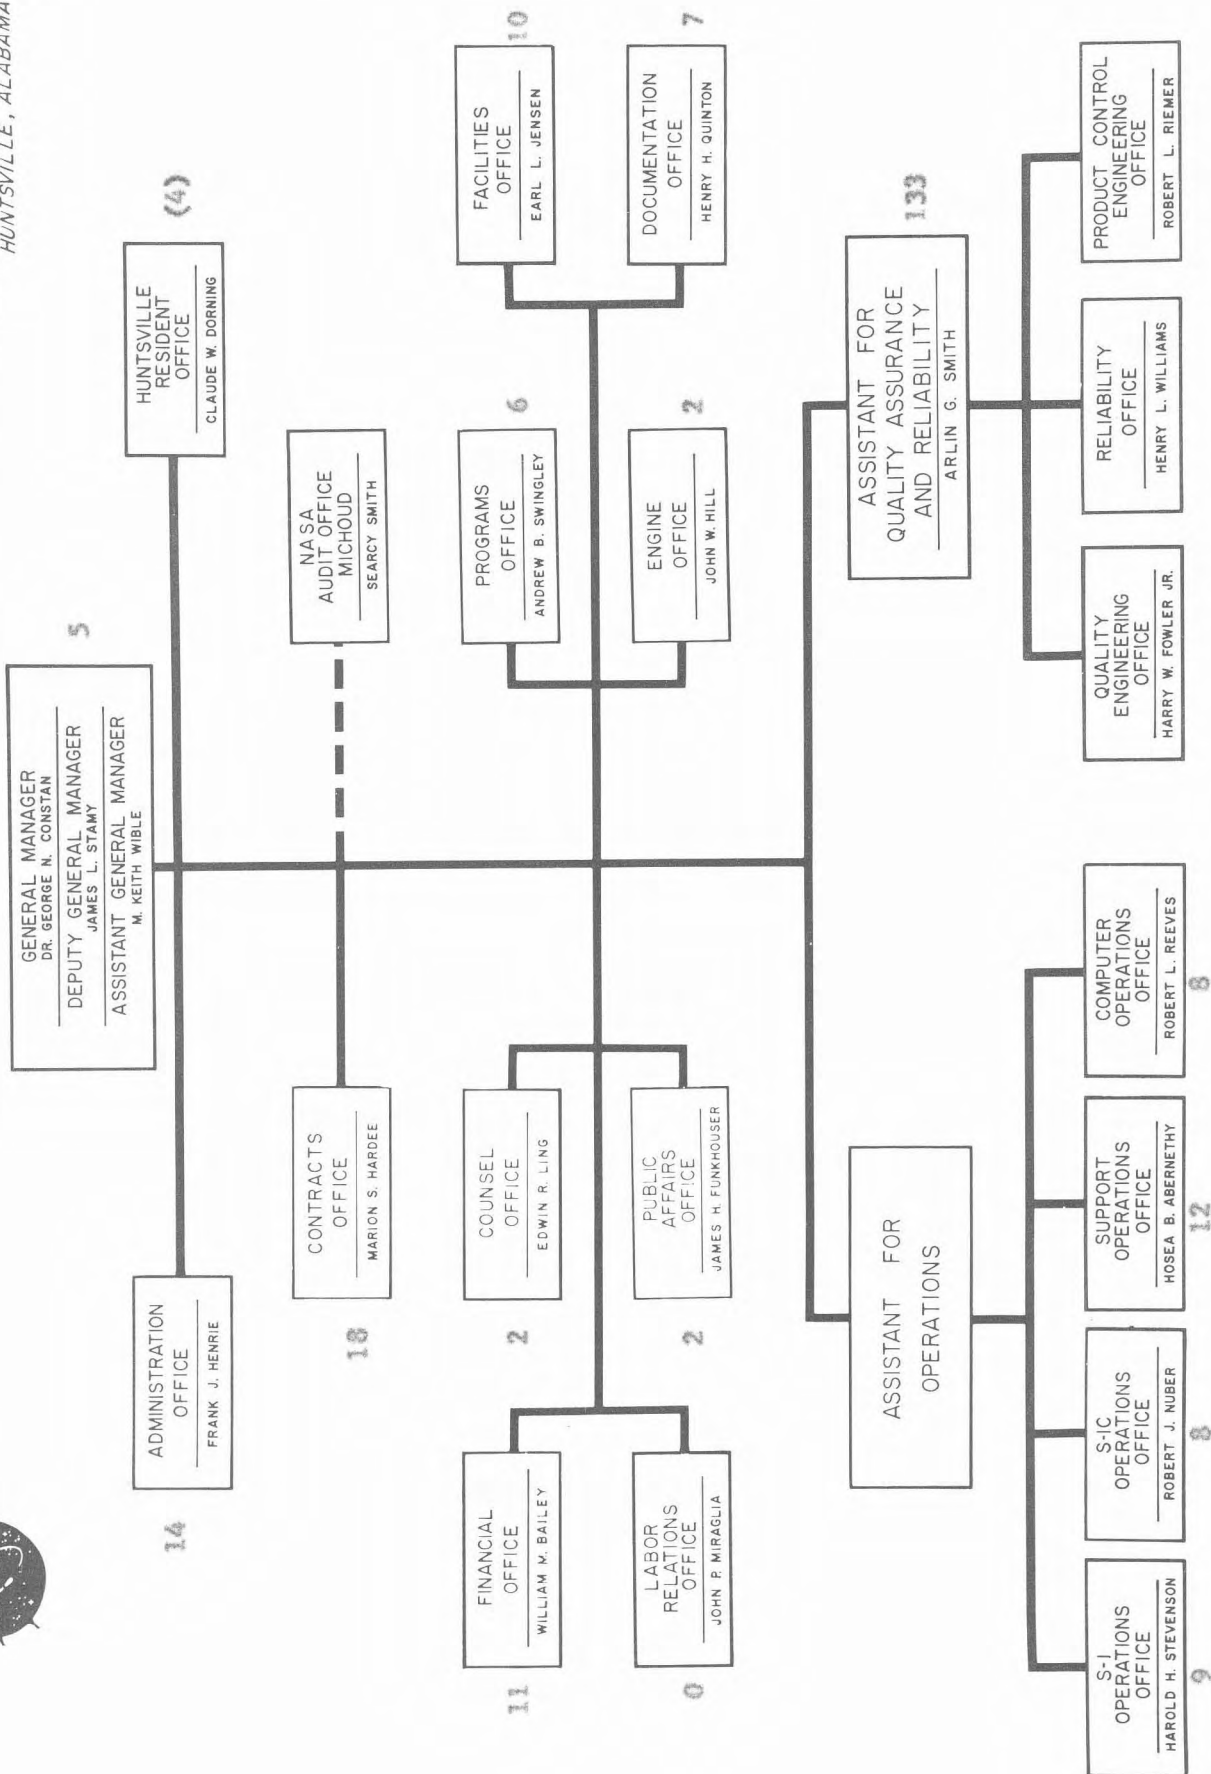 HUNTSVILLE, ALABAMA
GENERAL MANAGER
DR. GEORGE N. CONSTAN
DEPUTY GENERAL MANAGER
JAMES L. STAMY
ASSISTANT GENERAL MANAGER
M. KEITH WIBLE
5
ADMINISTRATION
OFFICE
FRANK J. HENRIE
14
HUNTSVILLE
RESIDENT
OFFICE
CLAUDE W. DORNING
(4)
CONTRACTS
OFFICE
MARION S. HARDEE
18
NASA
AUDIT OFFICE
MICHOUD
SEARCY SMITH
FINANCIAL
OFFICE
WILLIAM M. BAILEY
11
COUNSEL
OFFICE
EDWIN R. LING
2
PROGRAMS
OFFICE
ANDREW B. SWINGLEY
6
FACILITIES
OFFICE
EARL L. JENSEN
10
LABOR
RELATIONS
OFFICE
JOHN P. MIRAGLIA
0
PUBLIC
AFFAIRS
OFFICE
JAMES H. FUNKHOUSER
2
ENGINE
OFFICE
JOHN W. HILL
2
DOCUMENTATION
OFFICE
HENRY H. QUINTON
7
ASSISTANT FOR
OPERATIONS
ASSISTANT FOR
QUALITY ASSURANCE
AND RELIABILITY
ARLIN G. SMITH
133
S-I
OPERATIONS
OFFICE
HAROLD H. STEVENSON
9
S-IC
OPERATIONS
OFFICE
ROBERT J. NUBER
8
SUPPORT
OPERATIONS
OFFICE
HOSEA B. ABERNETHY
12
COMPUTER
OPERATIONS
OFFICE
ROBERT L. REEVES
8
QUALITY
ENGINEERING
OFFICE
HARRY W. FOWLER JR.
RELIABILITY
OFFICE
HENRY L. WILLIAMS
PRODUCT CONTROL
ENGINEERING
OFFICE
ROBERT L. RIEMER